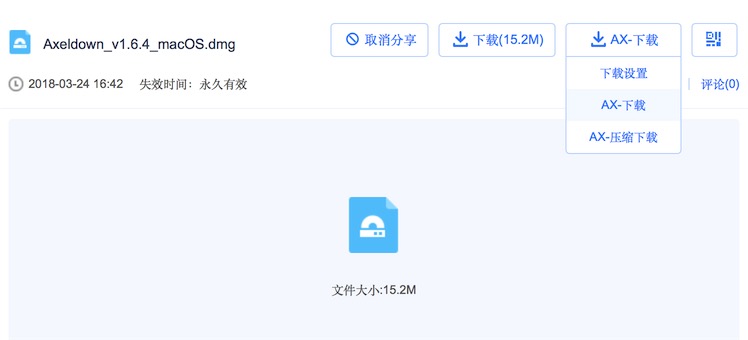 Axeldown_v1.6.4_macOS.dmg
取消分享
下载(15.2M)
AX-下载
2018-03-24 16:42 失效时间：永久有效
下载设置
评论(0)
AX-下载
AX-压缩下载
文件大小:15.2M